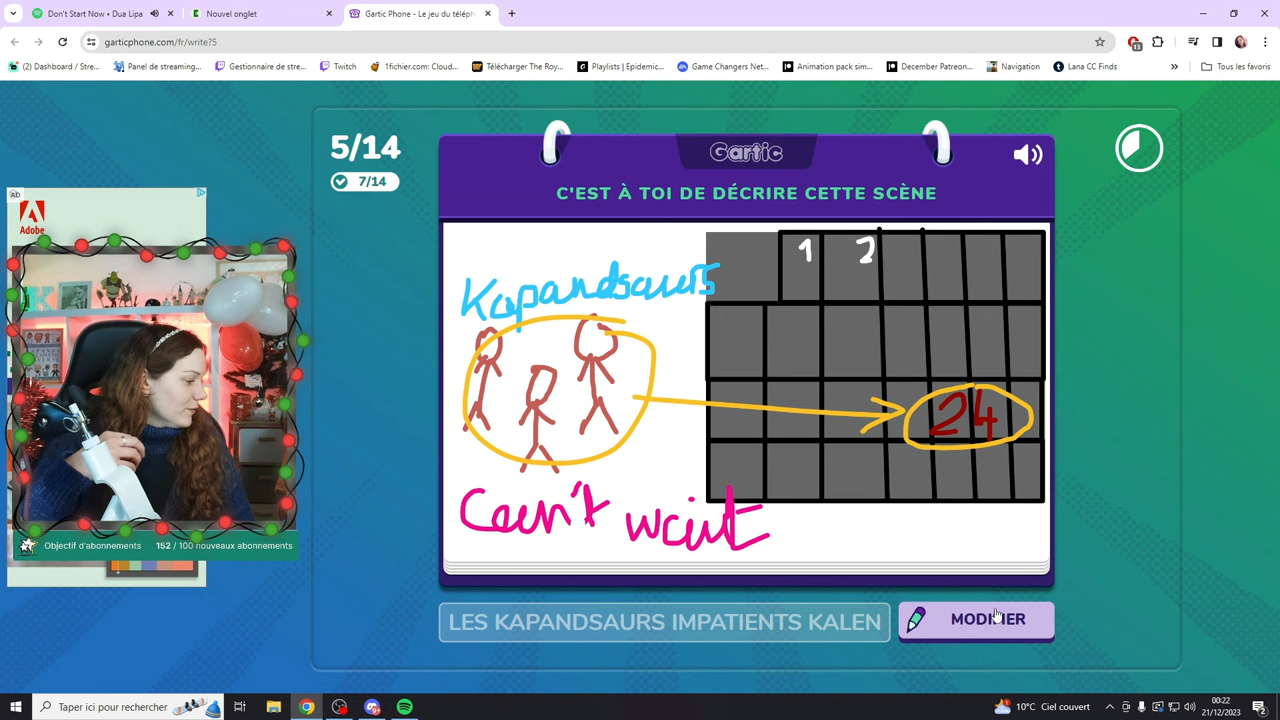 Don't Start Now • Dua Lipa
Nouvel onglet
Gartic Phone - Le jeu du téléph
garticphone.com/fr/write?5
13
(2) Dashboard / Stre...
Panel de streaming...
Gestionnaire de stre...
Twitch
1fichier.com: Cloud...
Télécharger The Roy...
Playlists | Epidemic...
Game Changers Net...
Animation pack sim...
December Patreon...
Navigation
Lana CC Finds
Tous les favoris
5/14
7/14
Gartic
C'EST À TOI DE DÉCRIRE CETTE SCÈNE
Ad
Adobe
Kapandsaurs
1 2
24
Can't wait
Objectif d'abonnements 152 / 100 nouveaux abonnements
LES KAPANDSAURS IMPATIENTS KALEN
MODIFIER
Taper ici pour rechercher
10°C Ciel couvert
00:22
21/12/2023
2